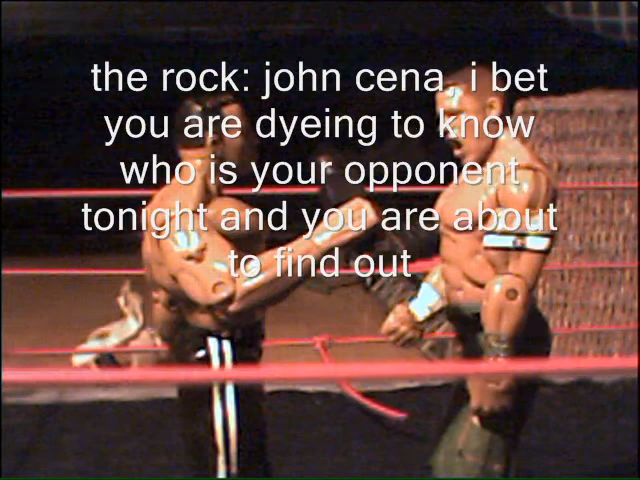 the rock: john cena, i bet
you are dyeing to know
who is your opponent
tonight and you are about
to find out